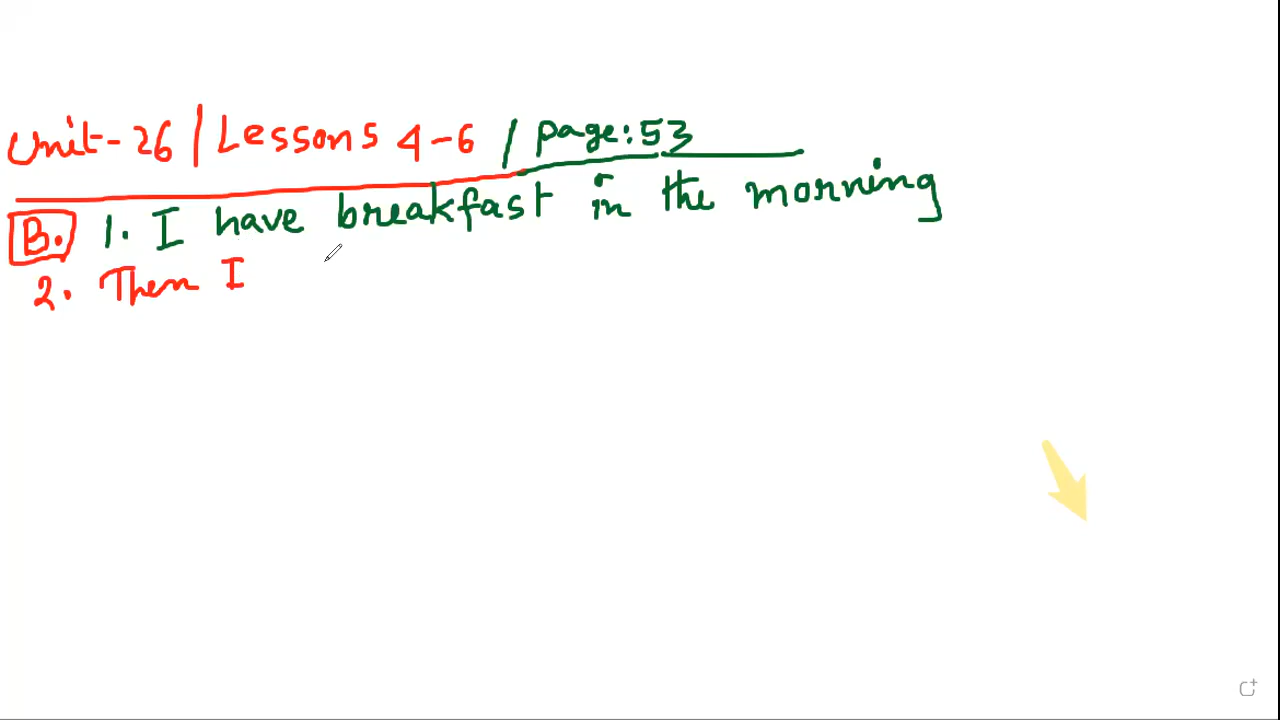 Unit-26 | Lessons 4-6 / page: 53
B. 1. I have breakfast in the morning
2. Then I